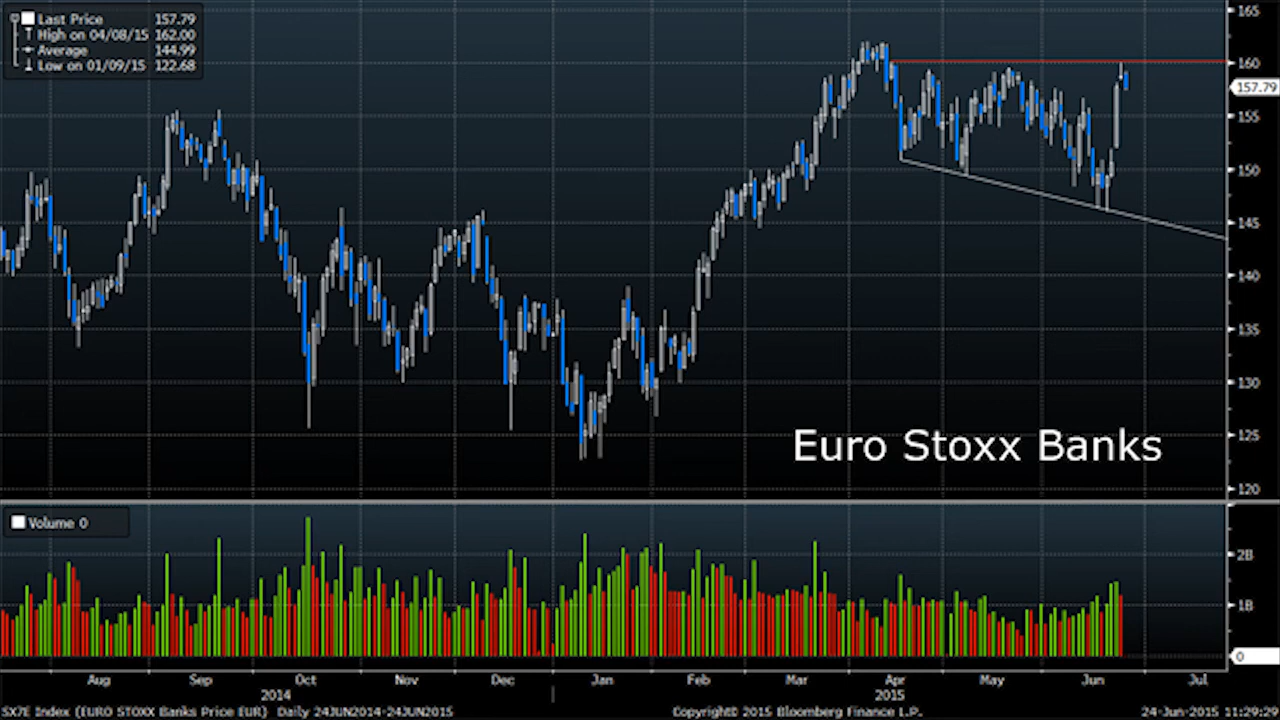 Last Price 157.79
High on 04/08/15 162.00
Average 144.99
Low on 01/09/15 122.68
165
160
157.79
155
150
145
140
135
130
125
120
Euro Stoxx Banks
Volume 0
2B
1B
0
Aug Sep Oct Nov Dec Jan Feb Mar Apr May Jun Jul
2014 2015
SX7E Index (EURO STOXX Banks Price EUR) Daily 24JUN2014-24JUN2015 Copyright© 2015 Bloomberg Finance L.P. 24-Jun-2015 11:29:29